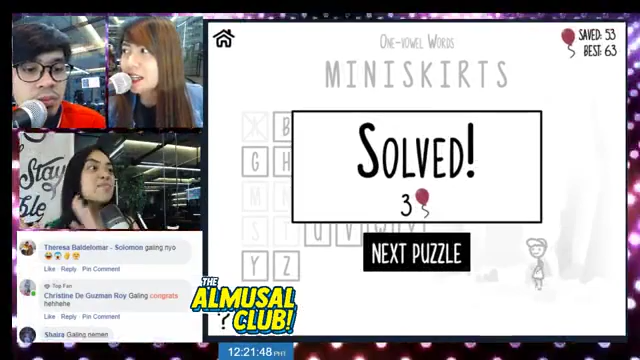 One-Vowel Words
MINISKIRTS
SAVED: 53
BEST: 63
B
G H
Solved!
3
NEXT PUZZLE
Y Z
?
Stay
Theresa Baldelomar - Solomon galing nyo
Like Reply Pin Comment
Top Fan
Christine De Guzman Roy Galing congrats
hehhehe
Like Reply Pin Comment
Shaira Galing nemen
THE
ALMUSAL
CLUB!
12:21:48 PHT